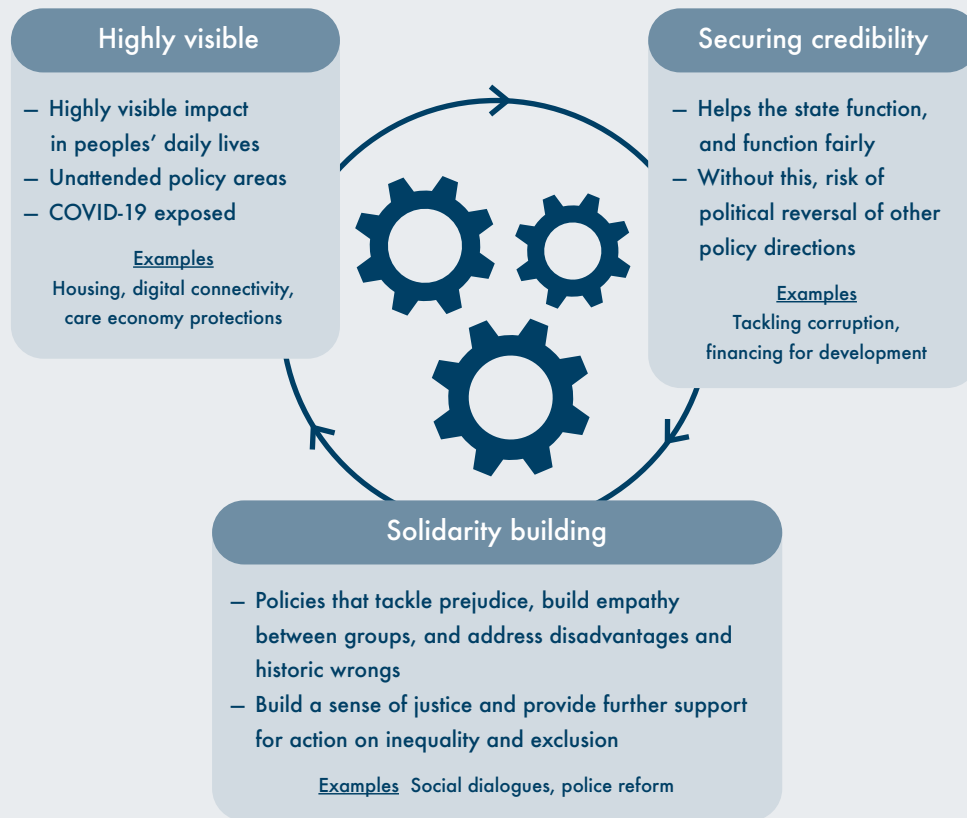 Highly visible
– Highly visible impact
in peoples’ daily lives
– Unattended policy areas
– COVID-19 exposed
Examples
Housing, digital connectivity,
care economy protections
Securing credibility
– Helps the state function,
and function fairly
– Without this, risk of
political reversal of other
policy directions
Examples
Tackling corruption,
financing for development
Solidarity building
– Policies that tackle prejudice, build empathy
between groups, and address disadvantages and
historic wrongs
– Build a sense of justice and provide further support
for action on inequality and exclusion
Examples Social dialogues, police reform